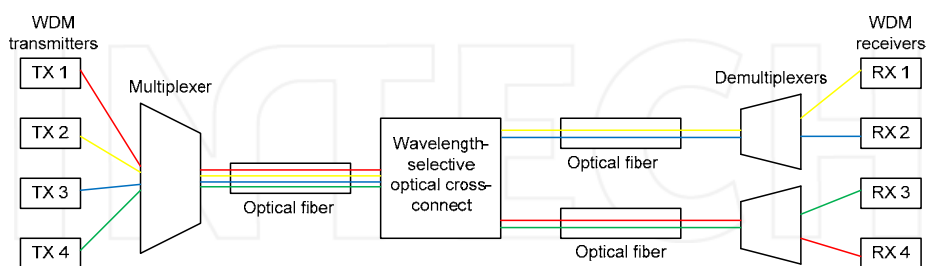 WDM
transmitters
TX 1
TX 2
TX 3
TX 4
Multiplexer
Optical fiber
Wavelength-
selective
optical cross-
connect
Optical fiber
Optical fiber
Demultiplexers
WDM
receivers
RX 1
RX 2
RX 3
RX 4
INTECH